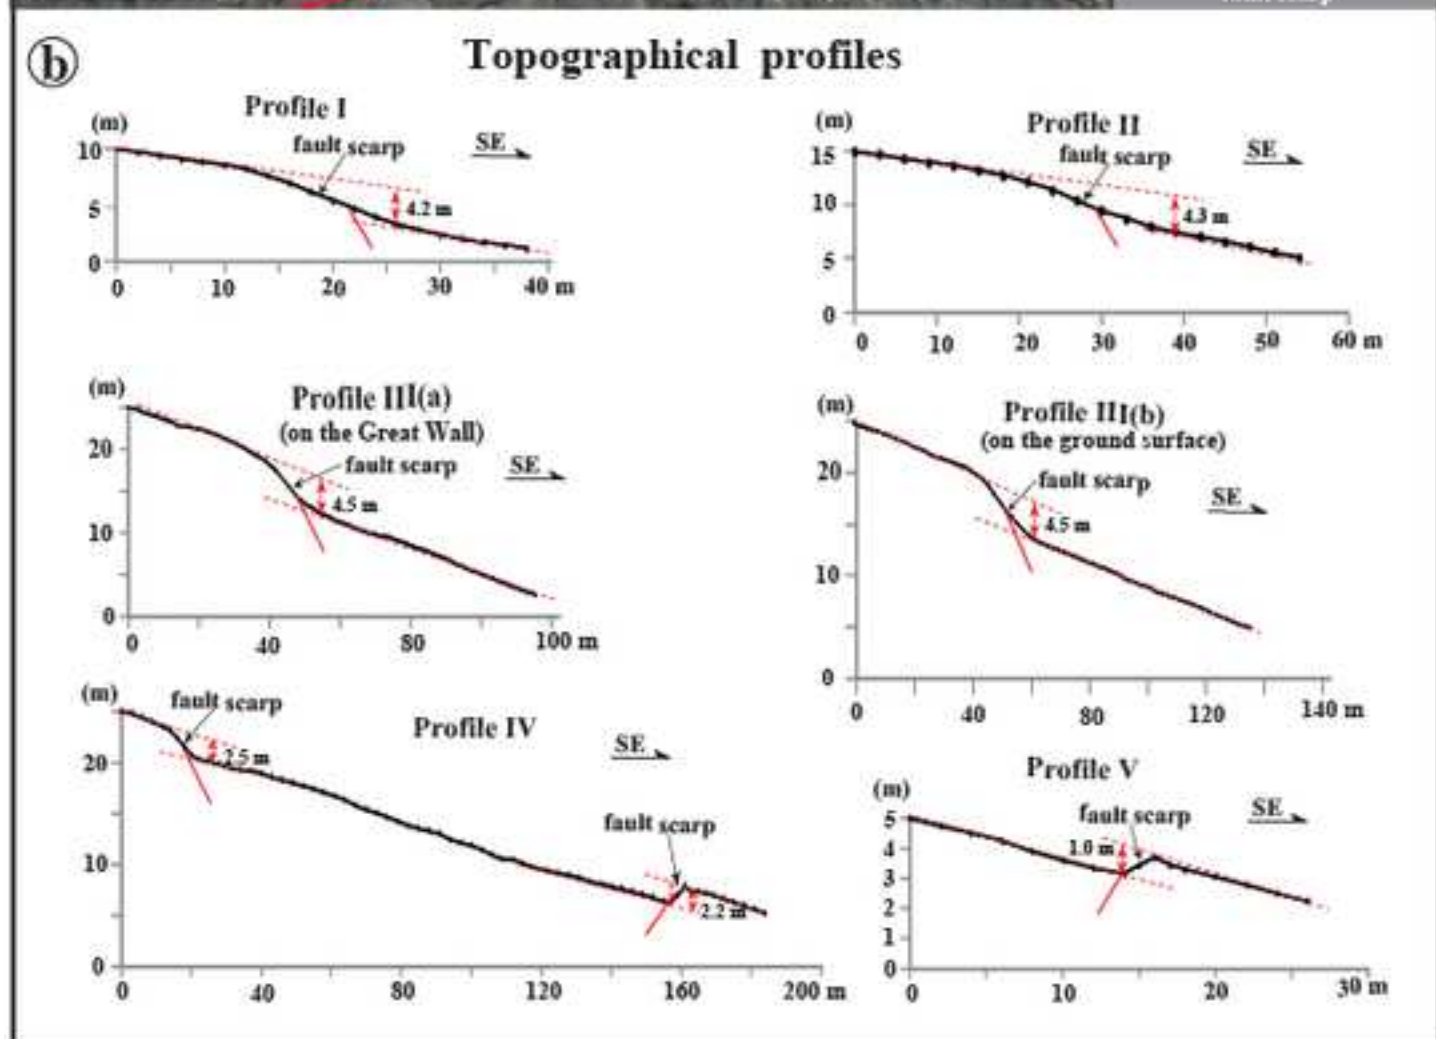 b
Topographical profiles
Profile I
(m)
fault scarp
SE
10
4.2 m
5
0
0 10 20 30 40 m
Profile II
(m)
fault scarp
SE
15
10
4.3 m
5
0
0 10 20 30 40 50 60 m
(m)
Profile III(a)
(on the Great Wall)
20
fault scarp
SE
4.5 m
10
0
0 40 80 100 m
(m)
Profile III(b)
(on the ground surface)
20
fault scarp
SE
4.5 m
10
0
0 40 80 120 140 m
(m)
fault scarp
Profile IV
SE
20
2.5 m
fault scarp
10
2.2 m
0
0 40 80 120 160 200 m
Profile V
(m)
fault scarp
SE
5
1.0 m
4
3
2
1
0
0 10 20 30 m